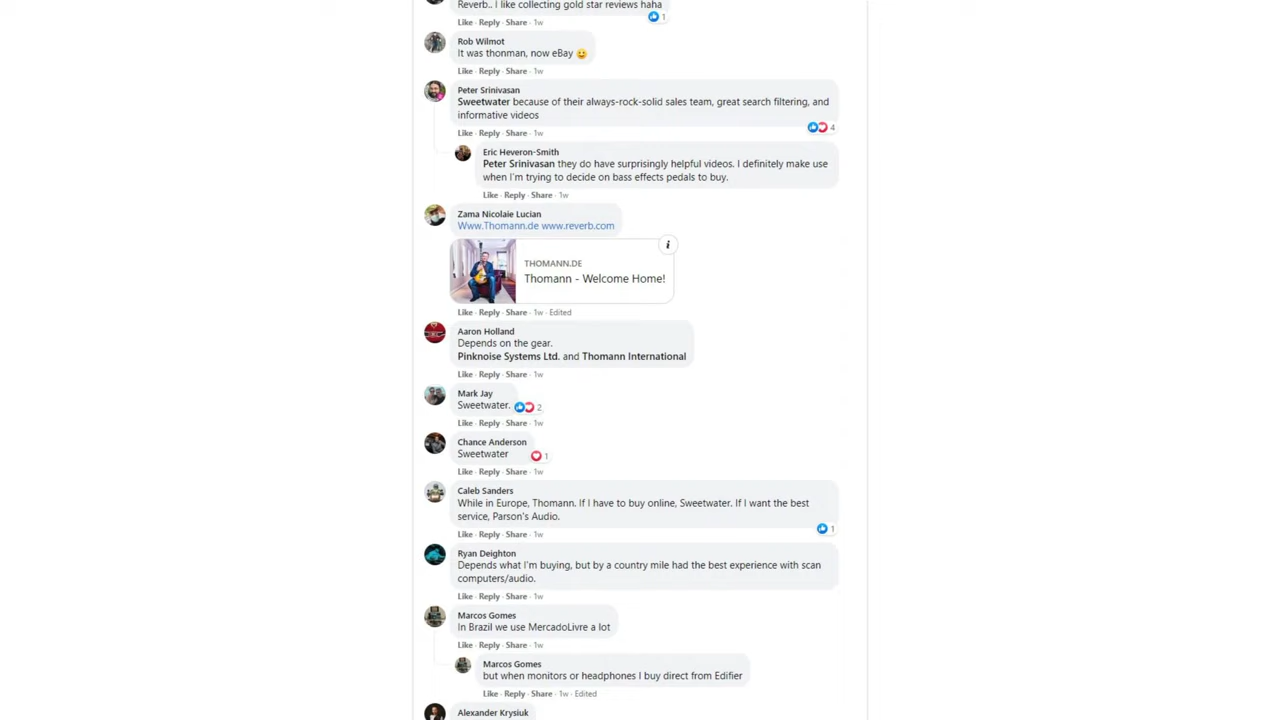 Reverb.. I like collecting gold star reviews haha
1
Like · Reply · Share · 1w
Rob Wilmot
It was thonman, now eBay 😊
Like · Reply · Share · 1w
Peter Srinivasan
Sweetwater because of their always-rock-solid sales team, great search filtering, and
informative videos
4
Like · Reply · Share · 1w
Eric Heveron-Smith
Peter Srinivasan they do have surprisingly helpful videos. I definitely make use
when I'm trying to decide on bass effects pedals to buy.
Like · Reply · Share · 1w
Zama Nicolaie Lucian
Www.Thomann.de www.reverb.com
i
THOMANN.DE
Thomann - Welcome Home!
Like · Reply · Share · 1w · Edited
Aaron Holland
Depends on the gear.
Pinknoise Systems Ltd. and Thomann International
Like · Reply · Share · 1w
Mark Jay
Sweetwater. 2
Like · Reply · Share · 1w
Chance Anderson
Sweetwater 1
Like · Reply · Share · 1w
Caleb Sanders
While in Europe, Thomann. If I have to buy online, Sweetwater. If I want the best
service, Parson's Audio.
1
Like · Reply · Share · 1w
Ryan Deighton
Depends what I'm buying, but by a country mile had the best experience with scan
computers/audio.
Like · Reply · Share · 1w
Marcos Gomes
In Brazil we use MercadoLivre a lot
Like · Reply · Share · 1w
Marcos Gomes
but when monitors or headphones I buy direct from Edifier
Like · Reply · Share · 1w · Edited
Alexander Krysiuk